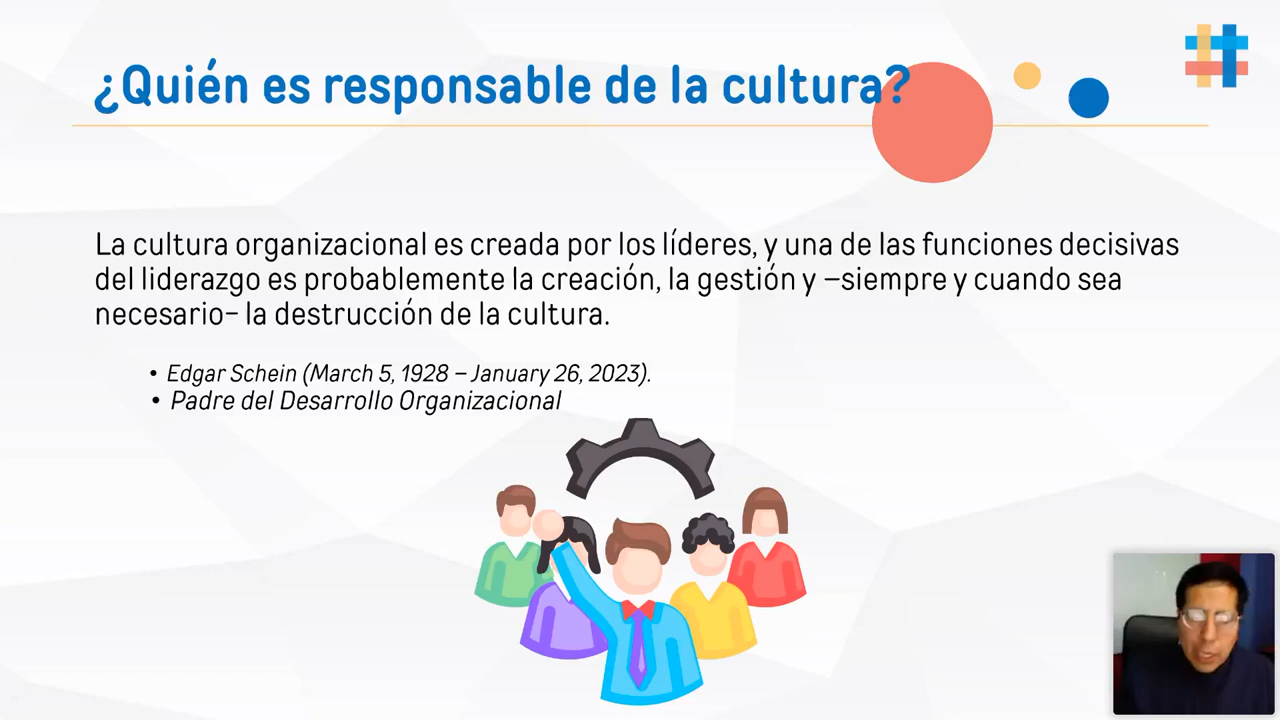 ¿Quién es responsable de la cultura?
La cultura organizacional es creada por los líderes, y una de las funciones decisivas
del liderazgo es probablemente la creación, la gestión y –siempre y cuando sea
necesario– la destrucción de la cultura.
• Edgar Schein (March 5, 1928 – January 26, 2023).
• Padre del Desarrollo Organizacional